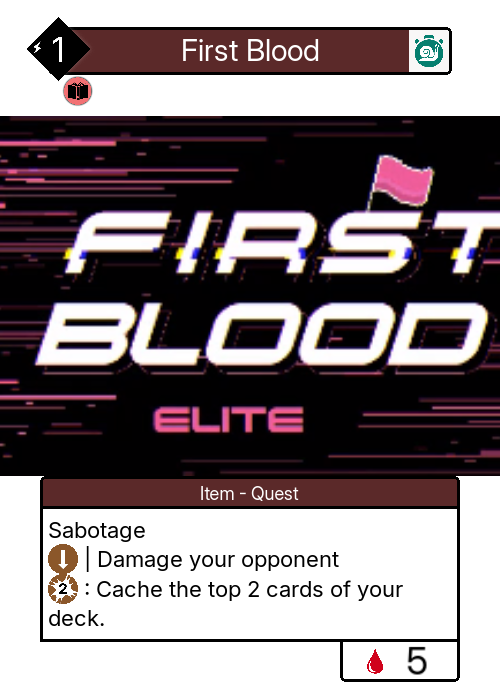 1
First Blood
FIRST
BLOOD
ELITE
Item - Quest
Sabotage
| Damage your opponent
2 : Cache the top 2 cards of your
deck.
5